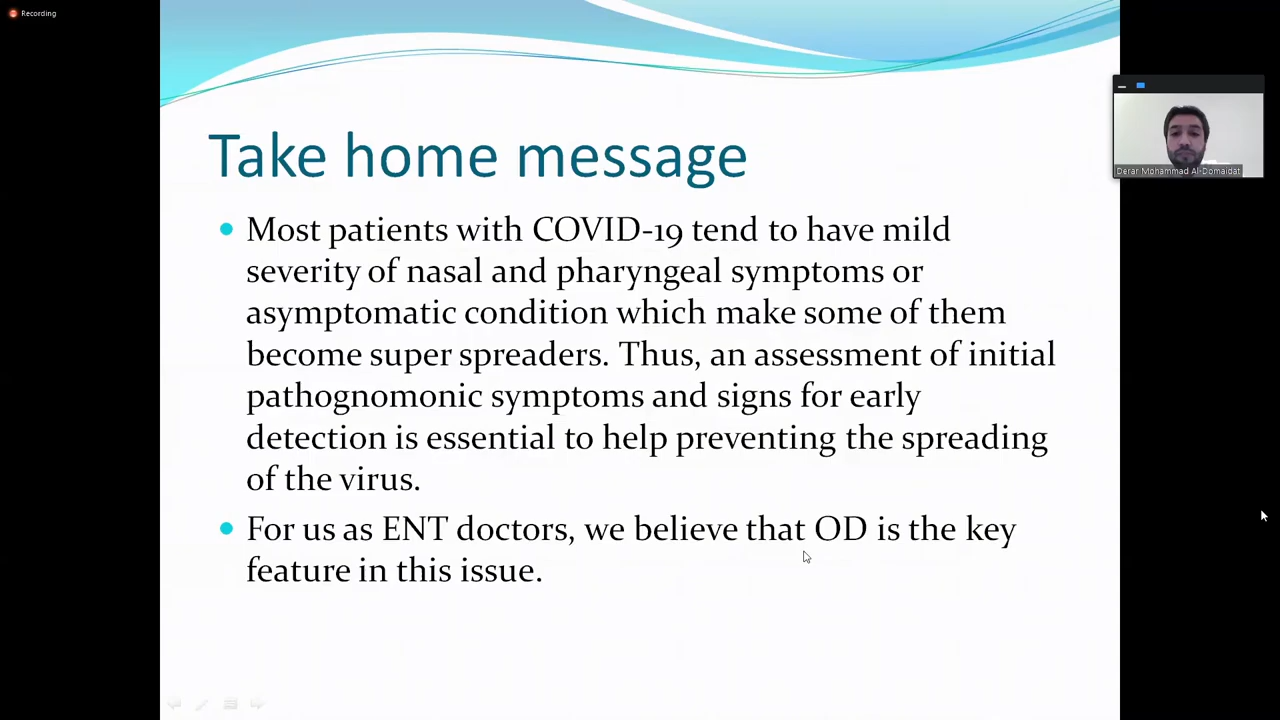 Recording
Take home message
Most patients with COVID-19 tend to have mild
severity of nasal and pharyngeal symptoms or
asymptomatic condition which make some of them
become super spreaders. Thus, an assessment of initial
pathognomonic symptoms and signs for early
detection is essential to help preventing the spreading
of the virus.
For us as ENT doctors, we believe that OD is the key
feature in this issue.
Derar Mohammad Al-Domaidat